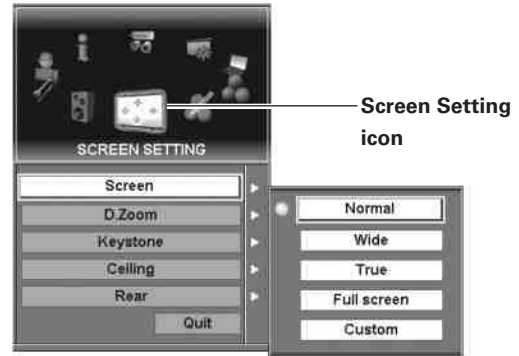 Screen Setting
icon
SCREEN SETTING
Screen
D.Zoom
Keystone
Ceiling
Rear
Quit
Normal
Wide
True
Full screen
Custom